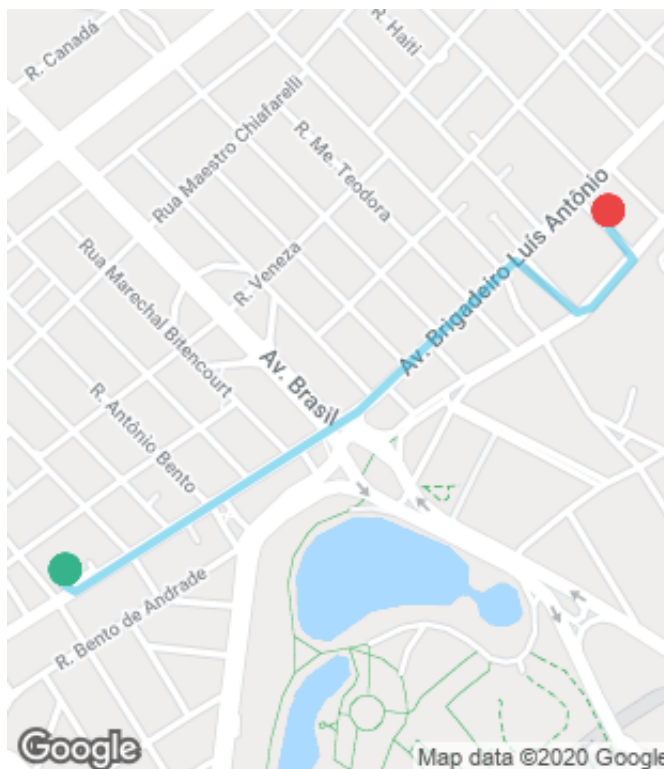 R. Canadá
R. Haiti
Rua Maestro Chiafarelli
R. Me. Teodora
Av. Brigadeiro Luís Antônio
Rua Marechal Bitencourt
R. Veneza
Av. Brasil
R. Antônio Bento
R. Bento de Andrade
Google
Map data ©2020 Google